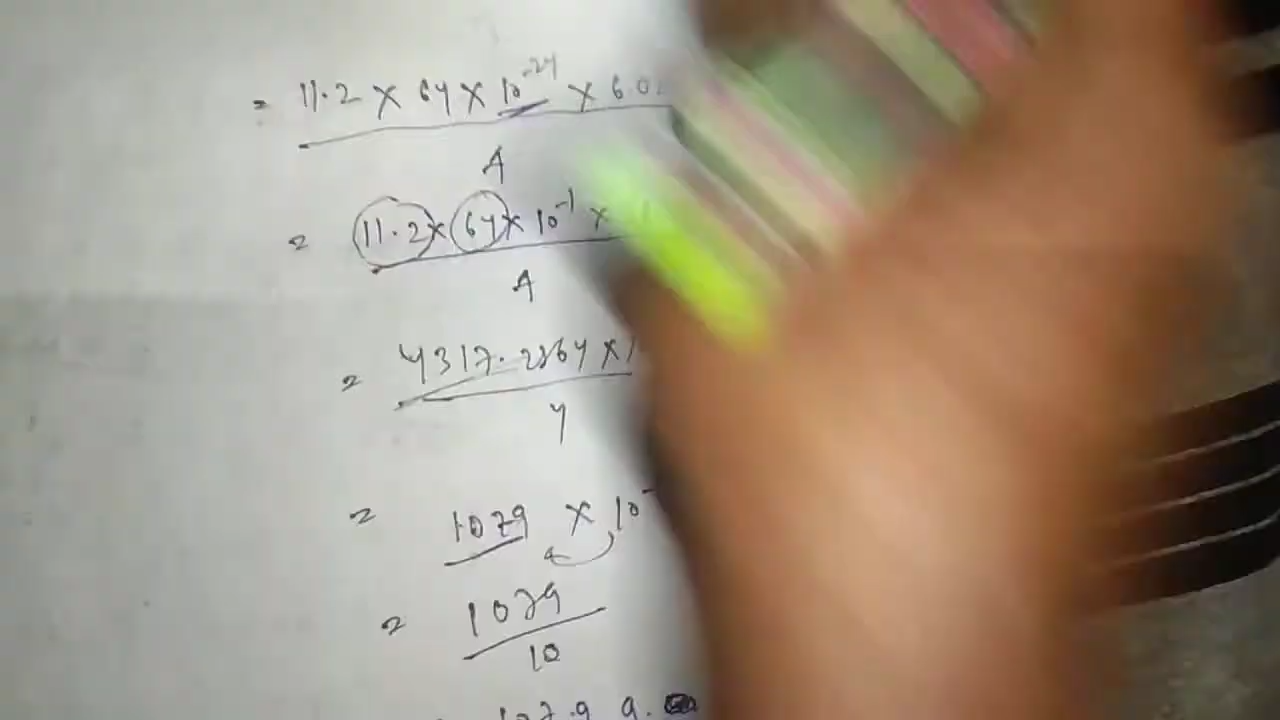 = 11.2 × 64 × 10⁻²⁴ × 6.0
4
= 11.2 × 64 × 10⁻¹ ×
4
= 4317.2864 ×
4
= 1079 × 10⁻
= 1079
10
107.9 g.